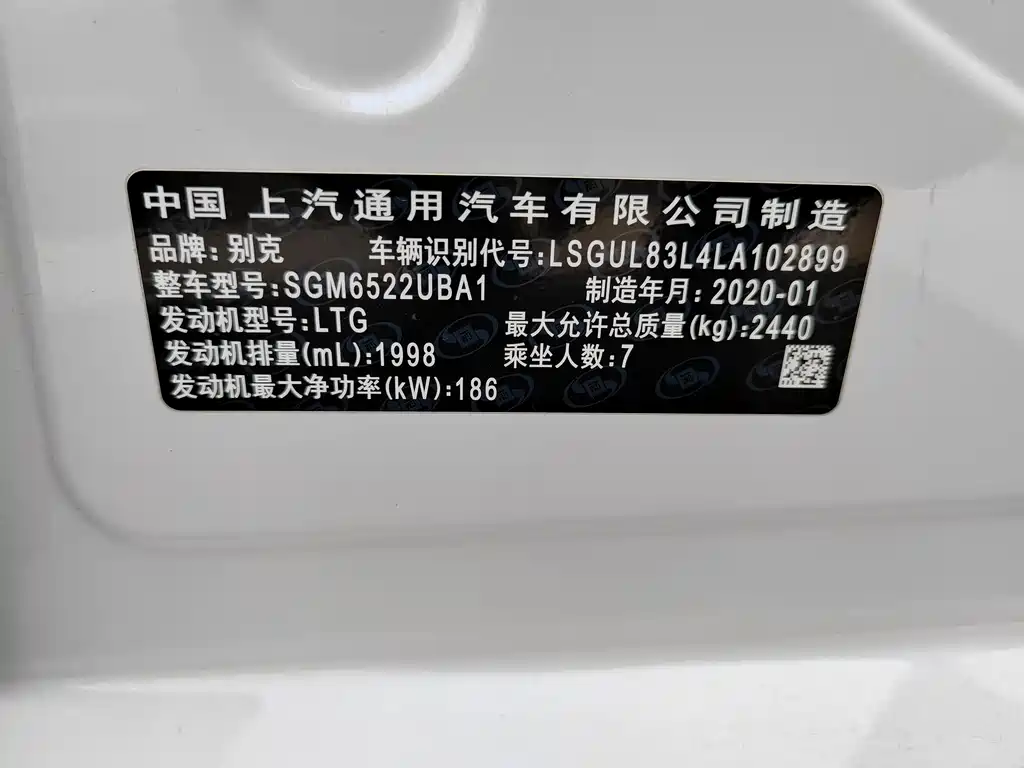 中国 上汽通用汽车有限公司制造
品牌: 别克 车辆识别代号:LSGUL83L4LA102899
整车型号:SGM6522UBA1 制造年月: 2020-01
发动机型号:LTG 最大允许总质量(kg):2440
发动机排量(mL):1998 乘坐人数:7
发动机最大净功率(kW):186